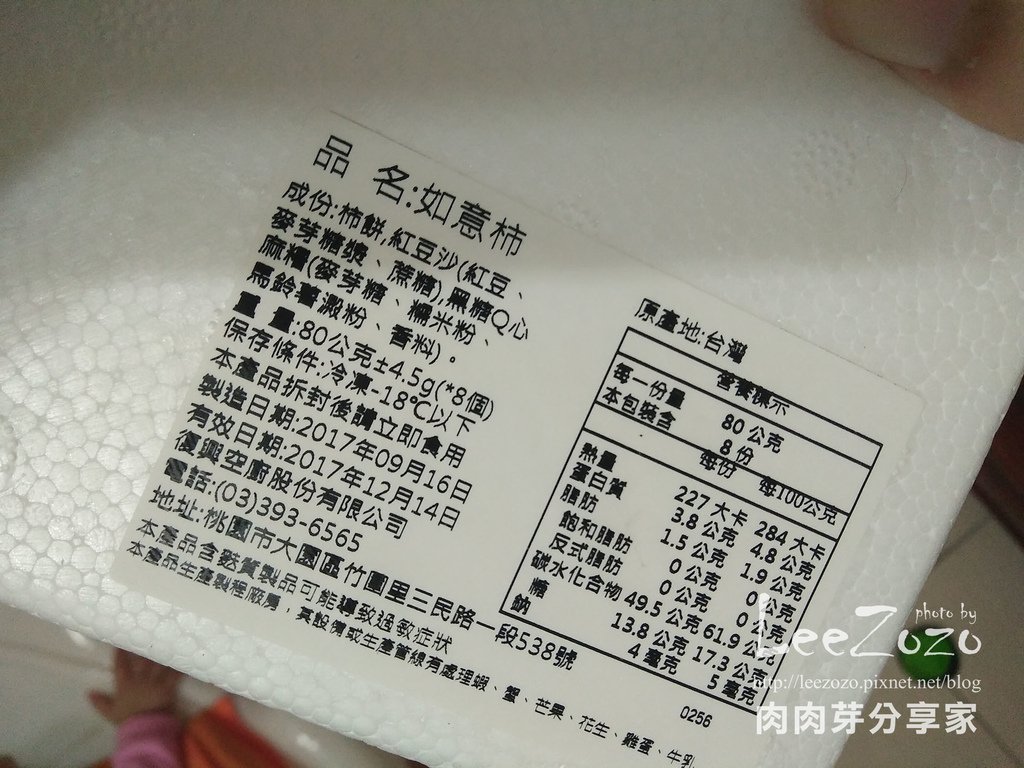 品 名:如意柿
成份:柿餅,紅豆沙(紅豆、
麥芽糖漿、蔗糖),黑糖Q心
麻糬(麥芽糖、糯米粉、
馬鈴薯澱粉、香料)。
重 量:80公克±4.5g(*8個)
保存條件:冷凍-18℃以下
本產品拆封後請立即食用
製造日期:2017年09月16日
有效日期:2017年12月14日
復興空廚股份有限公司
電話:(03)393-6565
地址:桃園市大園區竹圍里三民路一段538號
本產品含麩質製品可能導致過敏症狀
本產品生產製程廠房,其設備或生產管線有處理蝦、蟹、芒果、花生、雞蛋、牛乳
原產地:台灣
營養標示
每一份量 80 公克
本包裝含 8 份
每份 每100公克
熱量 227 大卡 284 大卡
蛋白質 3.8 公克 4.8 公克
脂肪 1.5 公克 1.9 公克
飽和脂肪 0 公克 0 公克
反式脂肪 0 公克 0 公克
碳水化合物 49.5 公克 61.9 公克
糖 13.8 公克 17.3 公克
鈉 4 毫克 5 毫克
0256
photo by
LeeZozo
http://leezozo.pixnet.net/blog
肉肉芽分享家